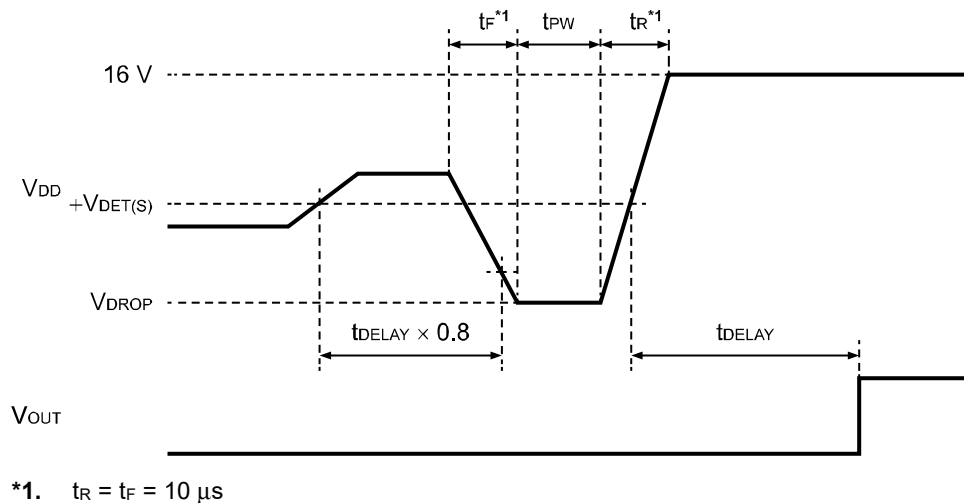 tF*1 tPW tR*1
16 V
VDD
+VDET(S)
VDROP
tDELAY × 0.8
tDELAY
VOUT
*1. tR = tF = 10 μs